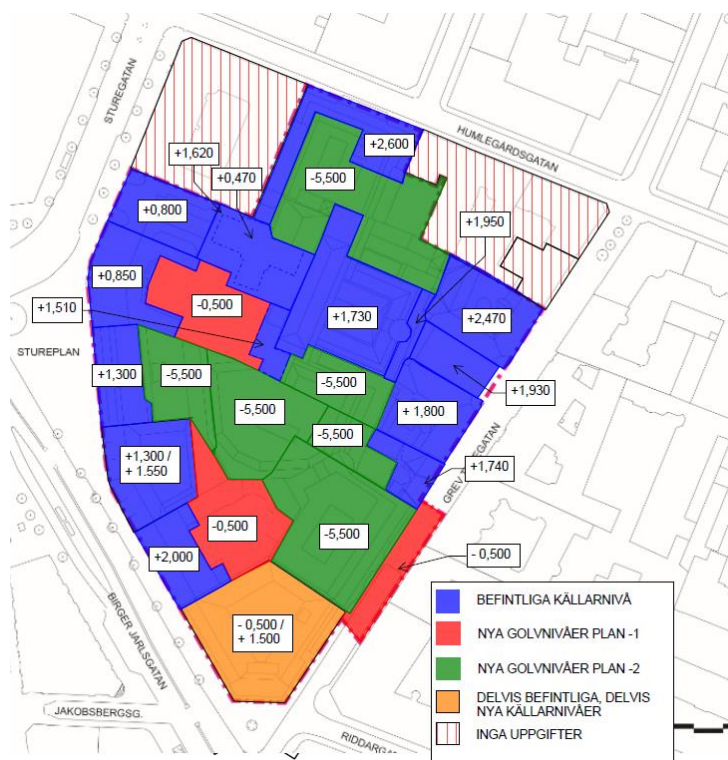 STUREGATAN
HUMLEGÅRDSGATAN
+1,620
+0,470
+2,600
-5,500
+1,950
+0,800
+0,850
-0,500
+1,510
+1,730
+2,470
STUREPLAN
+1,300
-5,500
-5,500
-5,500
+1,930
+ 1,800
-5,500
+1,300 /
+ 1.550
+1,740
-0,500
-5,500
GREV TUREGATAN
- 0,500
+2,000
- 0,500 /
+ 1.500
BIRGER JARLSGATAN
JAKOBSBERGSG.
BEFINTLIGA KÄLLARNIVÅ
NYA GOLVNIVÅER PLAN -1
NYA GOLVNIVÅER PLAN -2
DELVIS BEFINTLIGA, DELVIS
NYA KÄLLARNIVÅER
INGA UPPGIFTER